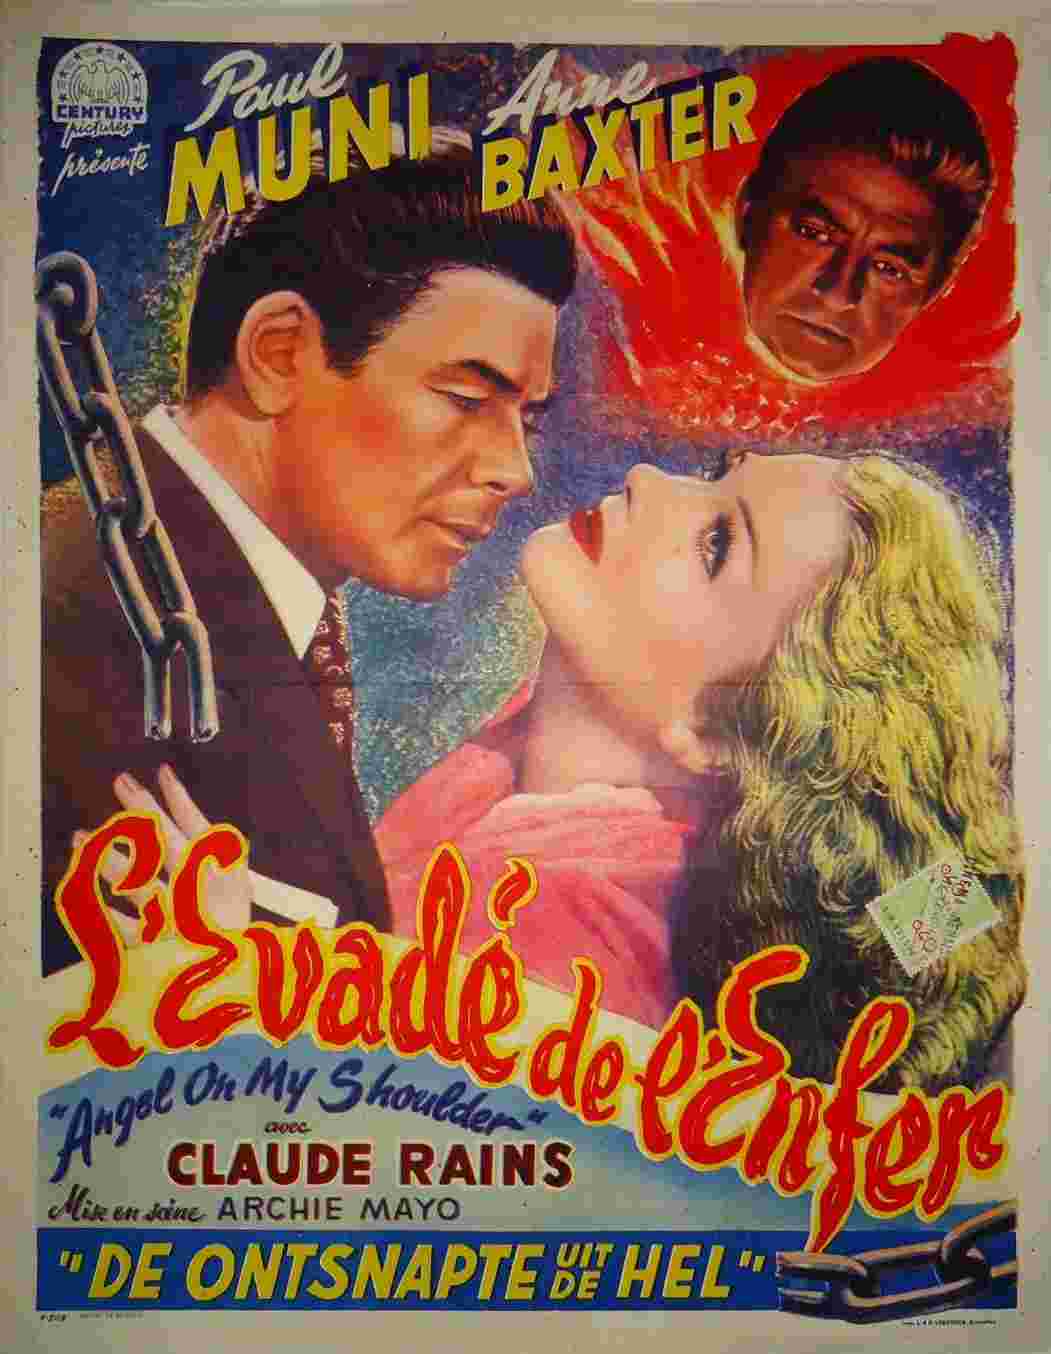 CENTURY
pictures
présente
Paul
MUNI
Anne
BAXTER
L'Evadé de l'Enfer
"Angel On My Shoulder"
avec
CLAUDE RAINS
Mise en scène ARCHIE MAYO
"DE ONTSNAPTE UIT DE HEL"